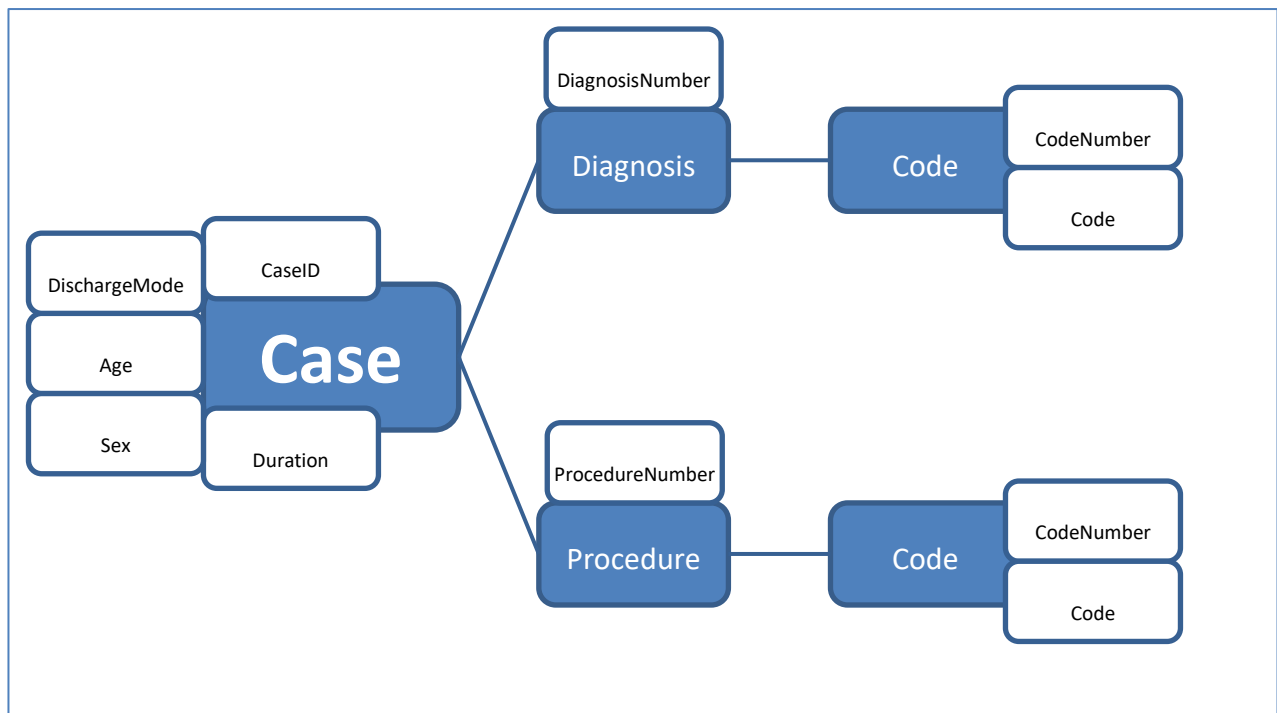 DiagnosisNumber
Diagnosis
Code
CodeNumber
Code
DischargeMode
CaseID
Age
Case
Sex
Duration
ProcedureNumber
Procedure
Code
CodeNumber
Code